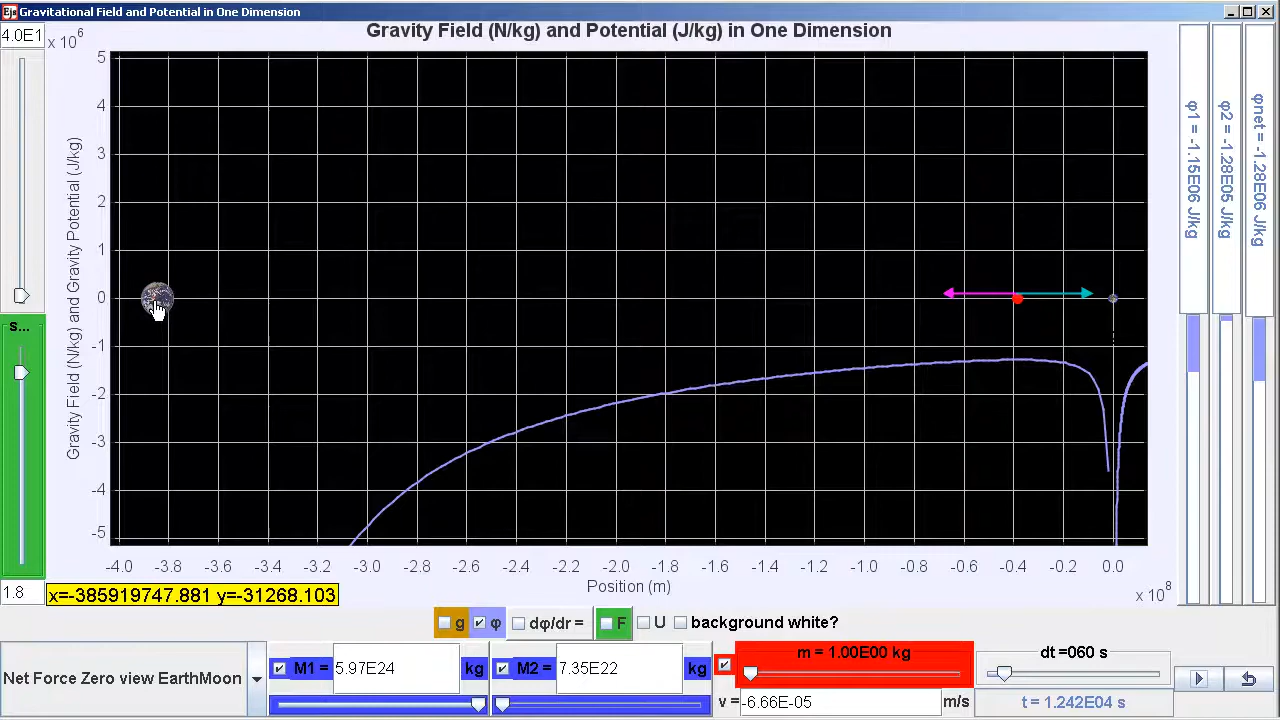 Gravitational Field and Potential in One Dimension
Gravity Field (N/kg) and Potential (J/kg) in One Dimension
4.0E1
x 10^6
5
4
3
2
1
0
-1
-2
-3
-4
-5
Gravity Field (N/kg) and Gravity Potential (J/kg)
s...
1.8
-4.0 -3.8 -3.6 -3.4 -3.2 -3.0 -2.8 -2.6 -2.4 -2.2 -2.0 -1.8 -1.6 -1.4 -1.2 -1.0 -0.8 -0.6 -0.4 -0.2 0.0
Position (m)
x 10^8
x=-385919747.881 y=-31268.103
φ1 = -1.15E06 J/kg
φ2 = -1.28E05 J/kg
φnet = -1.28E06 J/kg
g φ dφ/dr = F U background white?
Net Force Zero view EarthMoon
M1 = 5.97E24 kg
M2 = 7.35E22 kg
m = 1.00E00 kg
v = -6.66E-05 m/s
dt =060 s
t = 1.242E04 s